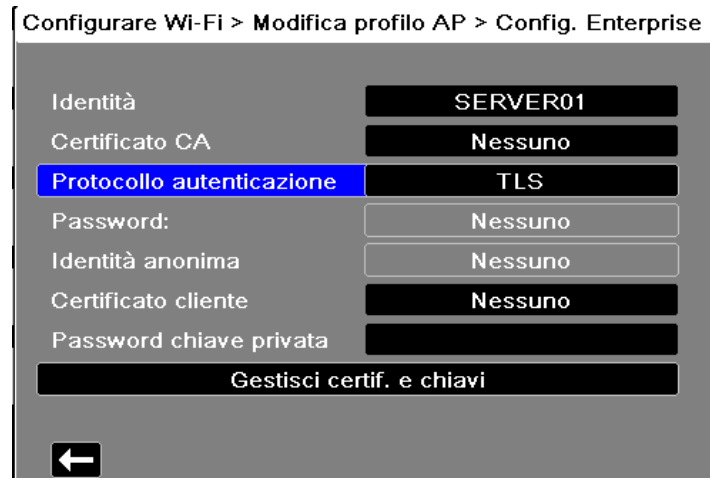 Configurare Wi-Fi > Modifica profilo AP > Config. Enterprise
Identità SERVER01
Certificato CA Nessuno
Protocollo autenticazione TLS
Password: Nessuno
Identità anonima Nessuno
Certificato cliente Nessuno
Password chiave privata
Gestisci certif. e chiavi